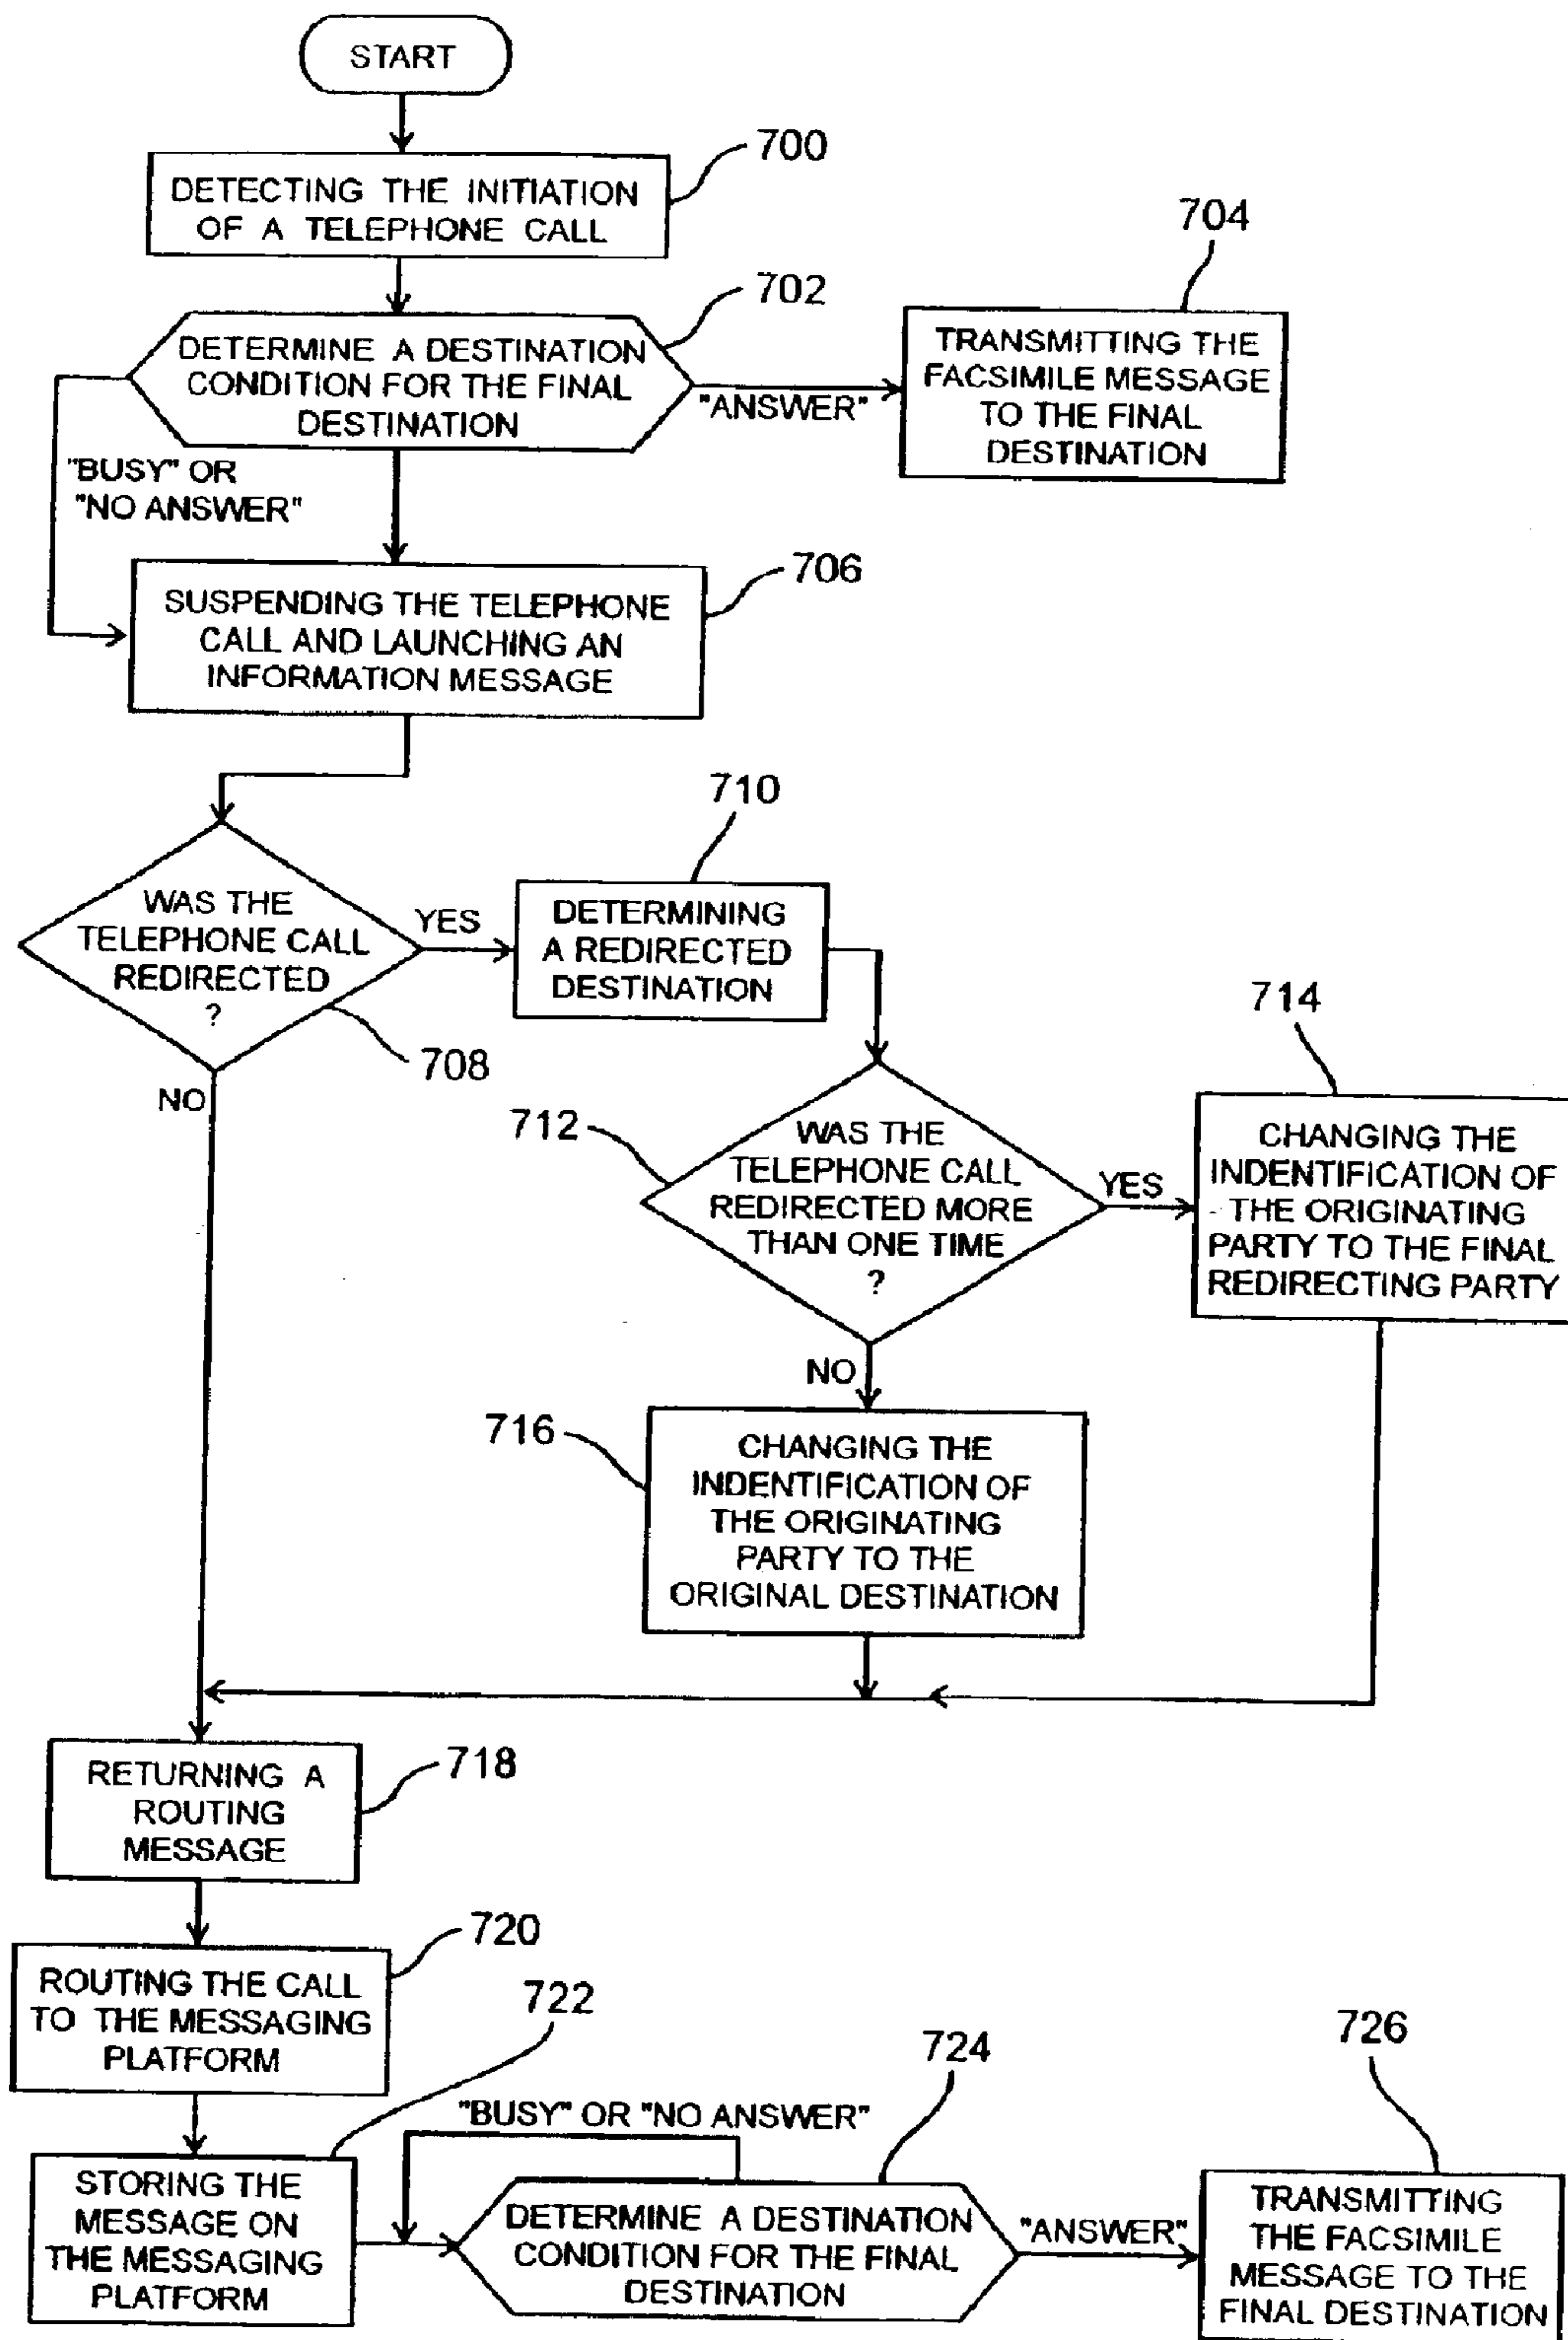 START
700
DETECTING THE INITIATION
OF A TELEPHONE CALL
702
DETERMINE A DESTINATION
CONDITION FOR THE FINAL
DESTINATION
"ANSWER"
704
TRANSMITTING THE
FACSIMILE MESSAGE
TO THE FINAL
DESTINATION
"BUSY" OR
"NO ANSWER"
706
SUSPENDING THE TELEPHONE
CALL AND LAUNCHING AN
INFORMATION MESSAGE
WAS THE
TELEPHONE CALL
REDIRECTED
?
708
YES
NO
710
DETERMINING
A REDIRECTED
DESTINATION
712
WAS THE
TELEPHONE CALL
REDIRECTED MORE
THAN ONE TIME
?
YES
NO
714
CHANGING THE
INDENTIFICATION OF
THE ORIGINATING
PARTY TO THE FINAL
REDIRECTING PARTY
716
CHANGING THE
INDENTIFICATION OF
THE ORIGINATING
PARTY TO THE
ORIGINAL DESTINATION
718
RETURNING A
ROUTING
MESSAGE
720
ROUTING THE CALL
TO THE MESSAGING
PLATFORM
722
STORING THE
MESSAGE ON
THE MESSAGING
PLATFORM
"BUSY" OR "NO ANSWER"
724
DETERMINE A DESTINATION
CONDITION FOR THE FINAL
DESTINATION
"ANSWER"
726
TRANSMITTING
THE FACSIMILE
MESSAGE TO THE
FINAL DESTINATION